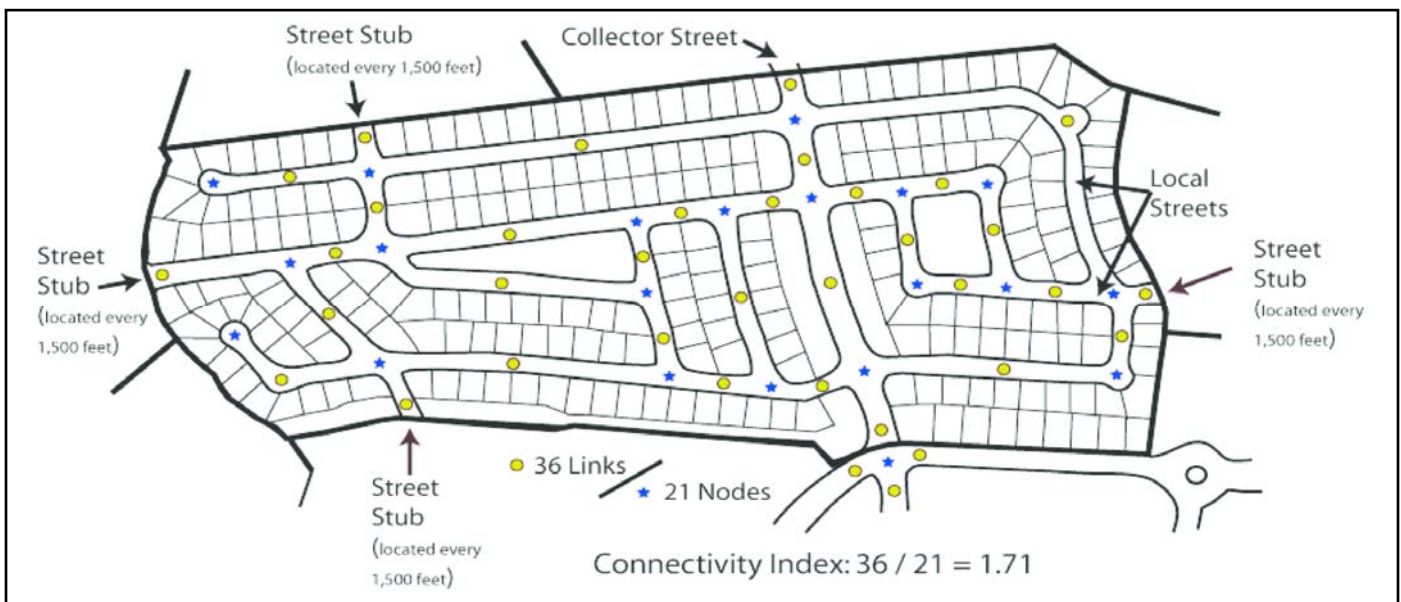 Street Stub
(located every 1,500 feet)
Collector Street
Local
Streets
Street
Stub
(located every
1,500 feet)
Street
Stub
(located every
1,500 feet)
36 Links
21 Nodes
Street
Stub
(located every
1,500 feet)
Connectivity Index: 36 / 21 = 1.71